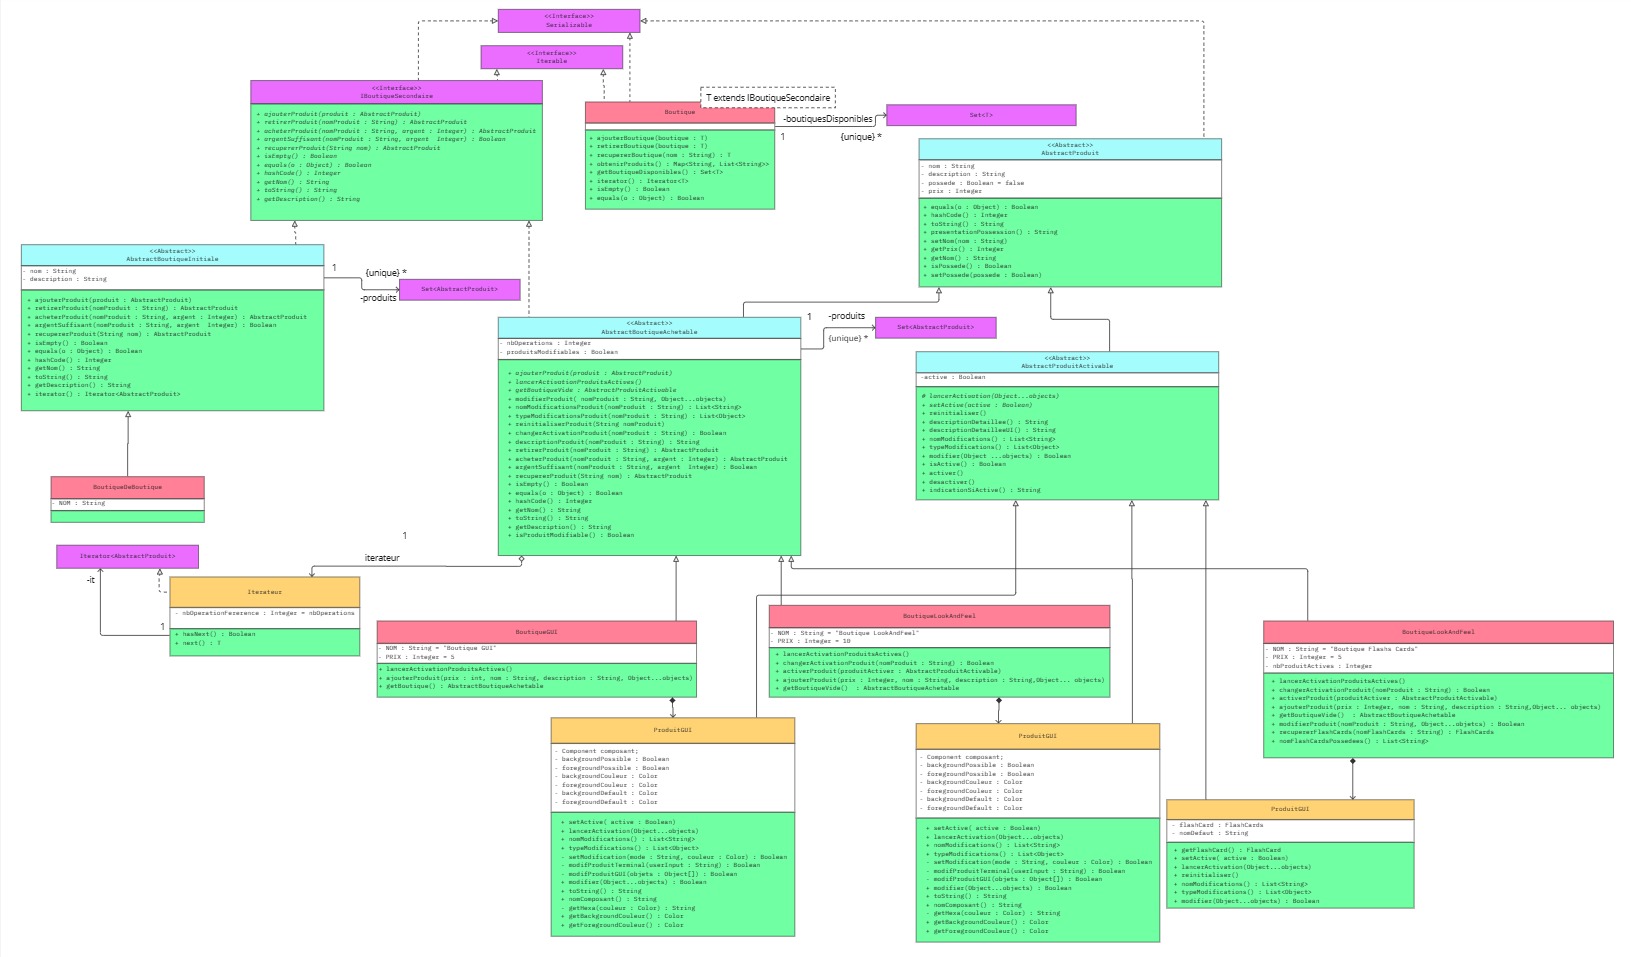 <<Interface>>
Serializable
<<Interface>>
Iterable
<<Interface>>
IBoutiqueSecondaire
+ ajouterProduit(produit : AbstractProduit)
+ retirerProduit(nomProduit : String) : AbstractProduit
+ acheterProduit(nomProduit : String, argent : Integer) : AbstractProduit
+ argentSuffisant(nomProduit : String, argent  Integer) : Boolean
+ recupererProduit(String nom) : AbstractProduit
+ isEmpty() : Boolean
+ equals(o : Object) : Boolean
+ hashCode() : Integer
+ getNom() : String
+ toString() : String
+ getDescription() : String
T extends IBoutiqueSecondaire
Boutique
+ ajouterBoutique(boutique : T)
+ retirerBoutique(boutique : T)
+ recupererBoutique(nom : String) : T
+ obtenirProduits() : Map<String, List<String>>
+ getBoutiqueDisponibles() : Set<T>
+ iterator() : Iterator<T>
+ isEmpty() : Boolean
+ equals(o : Object) : Boolean
-boutiquesDisponibles
1
{unique} *
Set<T>
<<Abstract>>
AbstractProduit
- nom : String
- description : String
- possede : Boolean = false
- prix : Integer
+ equals(o : Object) : Boolean
+ hashCode() : Integer
+ toString() : String
+ presentationPossession() : String
+ setNom(nom : String)
+ getPrix() : Integer
+ getNom() : String
+ isPossede() : Boolean
+ setPossede(possede : Boolean)
<<Abstract>>
AbstractBoutiqueInitiale
- nom : String
- description : String
+ ajouterProduit(produit : AbstractProduit)
+ retirerProduit(nomProduit : String) : AbstractProduit
+ acheterProduit(nomProduit : String, argent : Integer) : AbstractProduit
+ argentSuffisant(nomProduit : String, argent  Integer) : Boolean
+ recupererProduit(String nom) : AbstractProduit
+ isEmpty() : Boolean
+ equals(o : Object) : Boolean
+ hashCode() : Integer
+ getNom() : String
+ toString() : String
+ getDescription() : String
+ iterator() : Iterator<AbstractProduit>
1
{unique} *
-produits
Set<AbstractProduit>
<<Abstract>>
AbstractBoutiqueAchetable
- nbOperations : Integer
- produitsModifiables : Boolean
+ ajouterProduit(produit : AbstractProduit)
+ lancerActivationProduitsActives()
+ getBoutiqueVide : AbstractProduitActivable
+ modifierProduit( nomProduit : String, Object...objects)
+ nomModificationsProduit(nomProduit : String) : List<String>
+ typeModificationsProduit(nomProduit : String) : List<Object>
+ reinitialiserProduit(String nomProduit)
+ changerActivationProduit(nomProduit : String) : Boolean
+ descriptionProduit(nomProduit : String) : String
+ retirerProduit(nomProduit : String) : AbstractProduit
+ acheterProduit(nomProduit : String, argent : Integer) : AbstractProduit
+ argentSuffisant(nomProduit : String, argent  Integer) : Boolean
+ recupererProduit(String nom) : AbstractProduit
+ isEmpty() : Boolean
+ equals(o : Object) : Boolean
+ hashCode() : Integer
+ getNom() : String
+ toString() : String
+ getDescription() : String
+ isProduitModifiable() : Boolean
1
-produits
{unique} *
Set<AbstractProduit>
<<Abstract>>
AbstractProduitActivable
-active : Boolean
# lancerActivation(Object...objects)
+ setActive(active : Boolean)
+ reinitialiser()
+ descriptionDetaillee() : String
+ descriptionDetailleeUI() : String
+ nomModifications() : List<String>
+ typeModifications() : List<Object>
+ modifier(Object ...objects) : Boolean
+ isActive() : Boolean
+ activer()
+ desactiver()
+ indicationSiActive() : String
BoutiqueDeBoutique
- NOM : String
1
iterateur
Iterator<AbstractProduit>
-it
1
Iterateur
- nbOperationFererence : Integer = nbOperations
+ hasNext() : Boolean
+ next() : T
BoutiqueGUI
- NOM : String = "Boutique GUI"
- PRIX : Integer = 5
+ lancerActivationProduitsActives()
+ ajouterProduit(prix : int, nom : String, description : String, Object...objects)
+ getBoutique() : AbstractBoutiqueAchetable
BoutiqueLookAndFeel
- NOM : String = "Boutique LookAndFeel"
- PRIX : Integer = 10
+ lancerActivationProduitsActives()
+ changerActivationProduit(nomProduit : String) : Boolean
+ activerProduit(produitActiver : AbstractProduitActivable)
+ ajouterProduit(prix : Integer, nom : String, description : String,Object... objects)
+ getBoutiqueVide()  : AbstractBoutiqueAchetable
BoutiqueLookAndFeel
- NOM : String = "Boutique Flashs Cards"
- PRIX : Integer = 5
- nbProduitActives : Integer
+ lancerActivationProduitsActives()
+ changerActivationProduit(nomProduit : String) : Boolean
+ activerProduit(produitActiver : AbstractProduitActivable)
+ ajouterProduit(prix : Integer, nom : String, description : String,Object... objects)
+ getBoutiqueVide()  : AbstractBoutiqueAchetable
+ modifierProduit(nomProduit : String, Object...objetcs) : Boolean
+ recupererFlashCards(nomFlashCards : String) : FlashCards
+ nomFlashCardsPossedees() : List<String>
ProduitGUI
- Component composant;
- backgroundPossible : Boolean
- foregroundPossible : Boolean
- backgroundCouleur : Color
- foregroundCouleur : Color
- backgroundDefault : Color
- foregroundDefault : Color
+ setActive( active : Boolean)
+ lancerActivation(Object...objects)
+ nomModifications() : List<String>
+ typeModifications() : List<Object>
- setModification(mode : String, couleur : Color) : Boolean
- modifProduitTerminal(userInput : String) : Boolean
- modifProduitGUI(objets : Object[]) : Boolean
+ modifier(Object...objects) : Boolean
+ toString() : String
+ nomComposant() : String
- getHexa(couleur : Color) : String
+ getBackgroundCouleur() : Color
+ getForegroundCouleur() : Color
ProduitGUI
- Component composant;
- backgroundPossible : Boolean
- foregroundPossible : Boolean
- backgroundCouleur : Color
- foregroundCouleur : Color
- backgroundDefault : Color
- foregroundDefault : Color
+ setActive( active : Boolean)
+ lancerActivation(Object...objects)
+ nomModifications() : List<String>
+ typeModifications() : List<Object>
- setModification(mode : String, couleur : Color) : Boolean
- modifProduitTerminal(userInput : String) : Boolean
- modifProduitGUI(objets : Object[]) : Boolean
+ modifier(Object...objects) : Boolean
+ toString() : String
+ nomComposant() : String
- getHexa(couleur : Color) : String
+ getBackgroundCouleur() : Color
+ getForegroundCouleur() : Color
ProduitGUI
- flashCard : FlashCards
- nomDefaut : String
+ getFlashCard() : FlashCard
+ setActive( active : Boolean)
+ lancerActivation(Object...objects)
+ reinitialiser()
+ nomModifications() : List<String>
+ typeModifications() : List<Object>
+ modifier(Object...objects) : Boolean